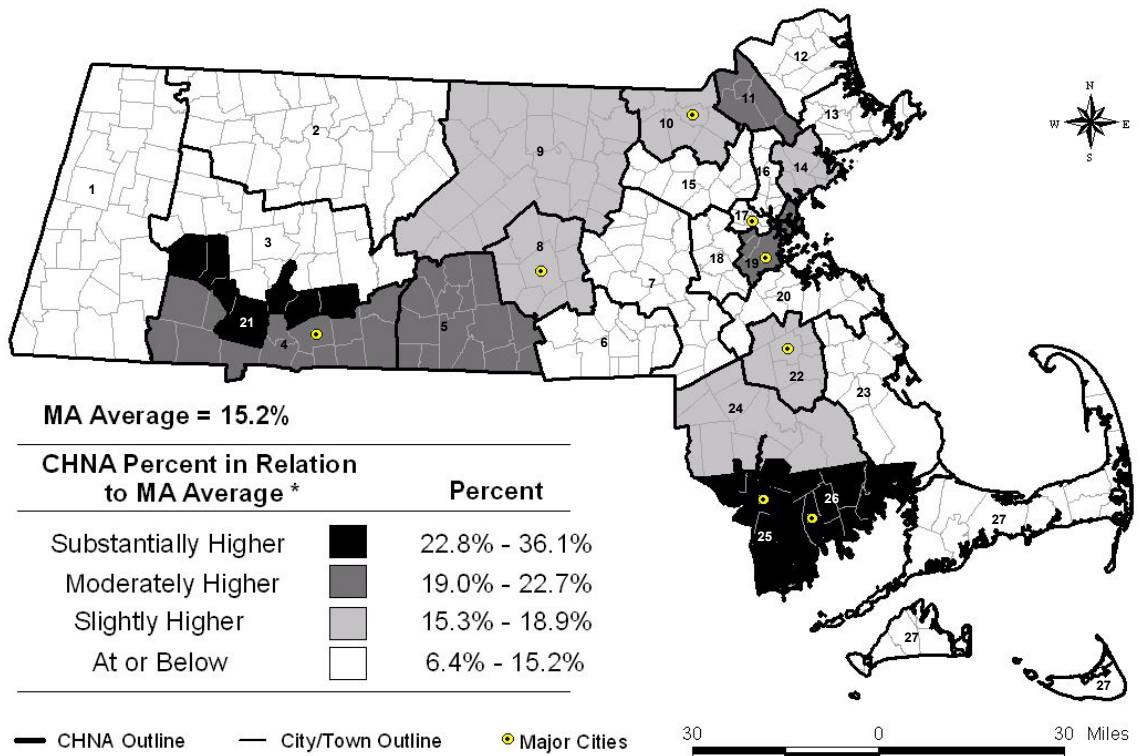 12
N
W E
S
11
13
10
2
9
14
16
15
1
17
3
8
19
18
7
20
21
5
4
6
22
23
24
MA Average = 15.2%
CHNA Percent in Relation
to MA Average * Percent
26
25
27
Substantially Higher 22.8% - 36.1%
Moderately Higher 19.0% - 22.7%
Slightly Higher 15.3% - 18.9%
At or Below 6.4% - 15.2%
27
27
CHNA Outline City/Town Outline Major Cities
30 0 30 Miles